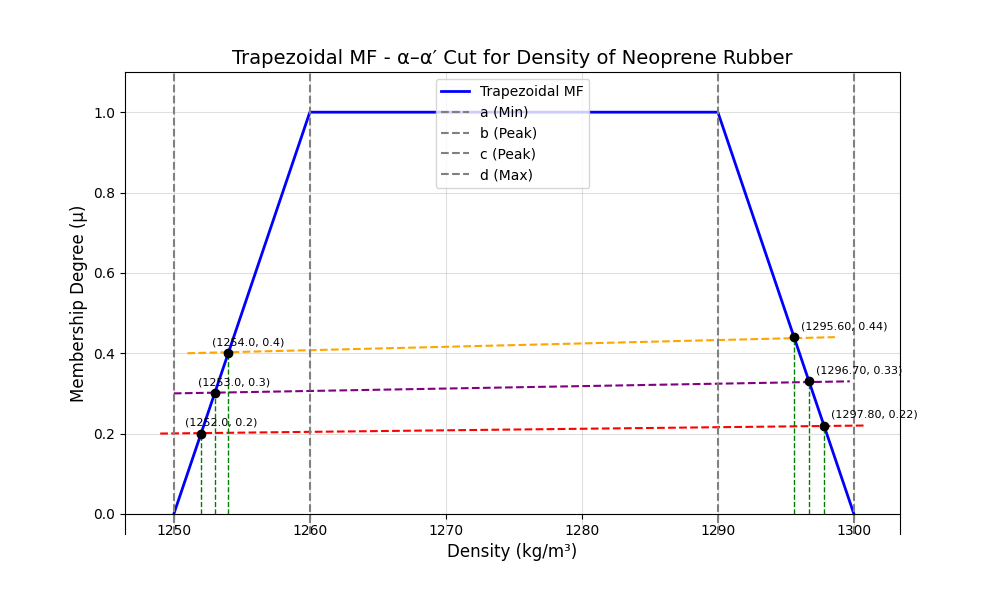 Trapezoidal MF - α–α′ Cut for Density of Neoprene Rubber
Trapezoidal MF
a (Min)
b (Peak)
c (Peak)
d (Max)
Membership Degree (μ)
1.0
0.8
0.6
0.4
0.2
0.0
(1254.0, 0.4)
(1295.60, 0.44)
(1253.0, 0.3)
(1296.70, 0.33)
(1252.0, 0.2)
(1297.80, 0.22)
1250
1260
1270
1280
1290
1300
Density (kg/m³)